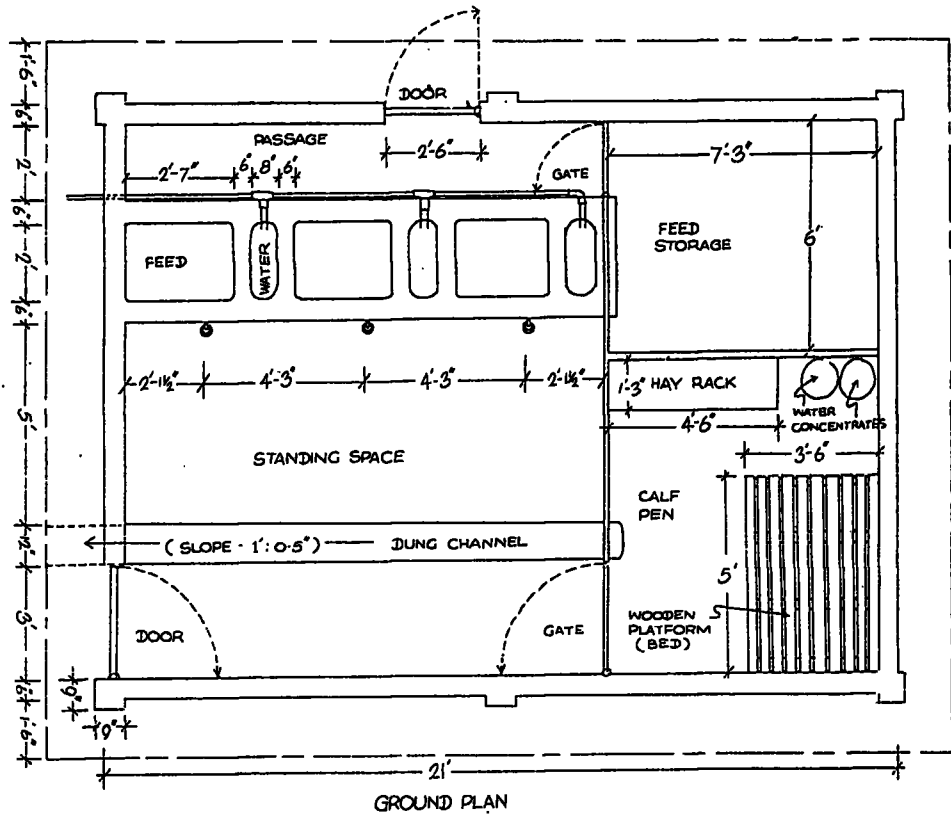 DOOR
PASSAGE
2'-6"
2'-7"
6" 8" 6'
GATE
7'-3"
FEED
STORAGE
6'
FEED
WATER
2'-1½"
4'-3"
4'-3"
2'-1½"
1'-3"
HAY RACK
4'-6"
WATER
CONCENTRATES
3'-6"
STANDING SPACE
CALF
PEN
(SLOPE - 1' : 0.5")
DUNG CHANNEL
5'
DOOR
GATE
WOODEN
PLATFORM
(BED)
1'-6"
6"
2'
6"
2'
6"
5'
12"
3'
6"
1'-6"
9"
9"
21'
GROUND PLAN